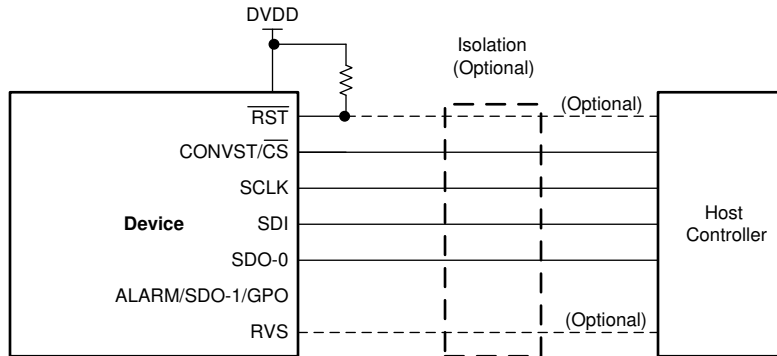 DVDD
Isolation
(Optional)
(Optional)
RST
CONVST/CS
SCLK
Device
SDI
Host
Controller
SDO-0
ALARM/SDO-1/GPO
(Optional)
RVS